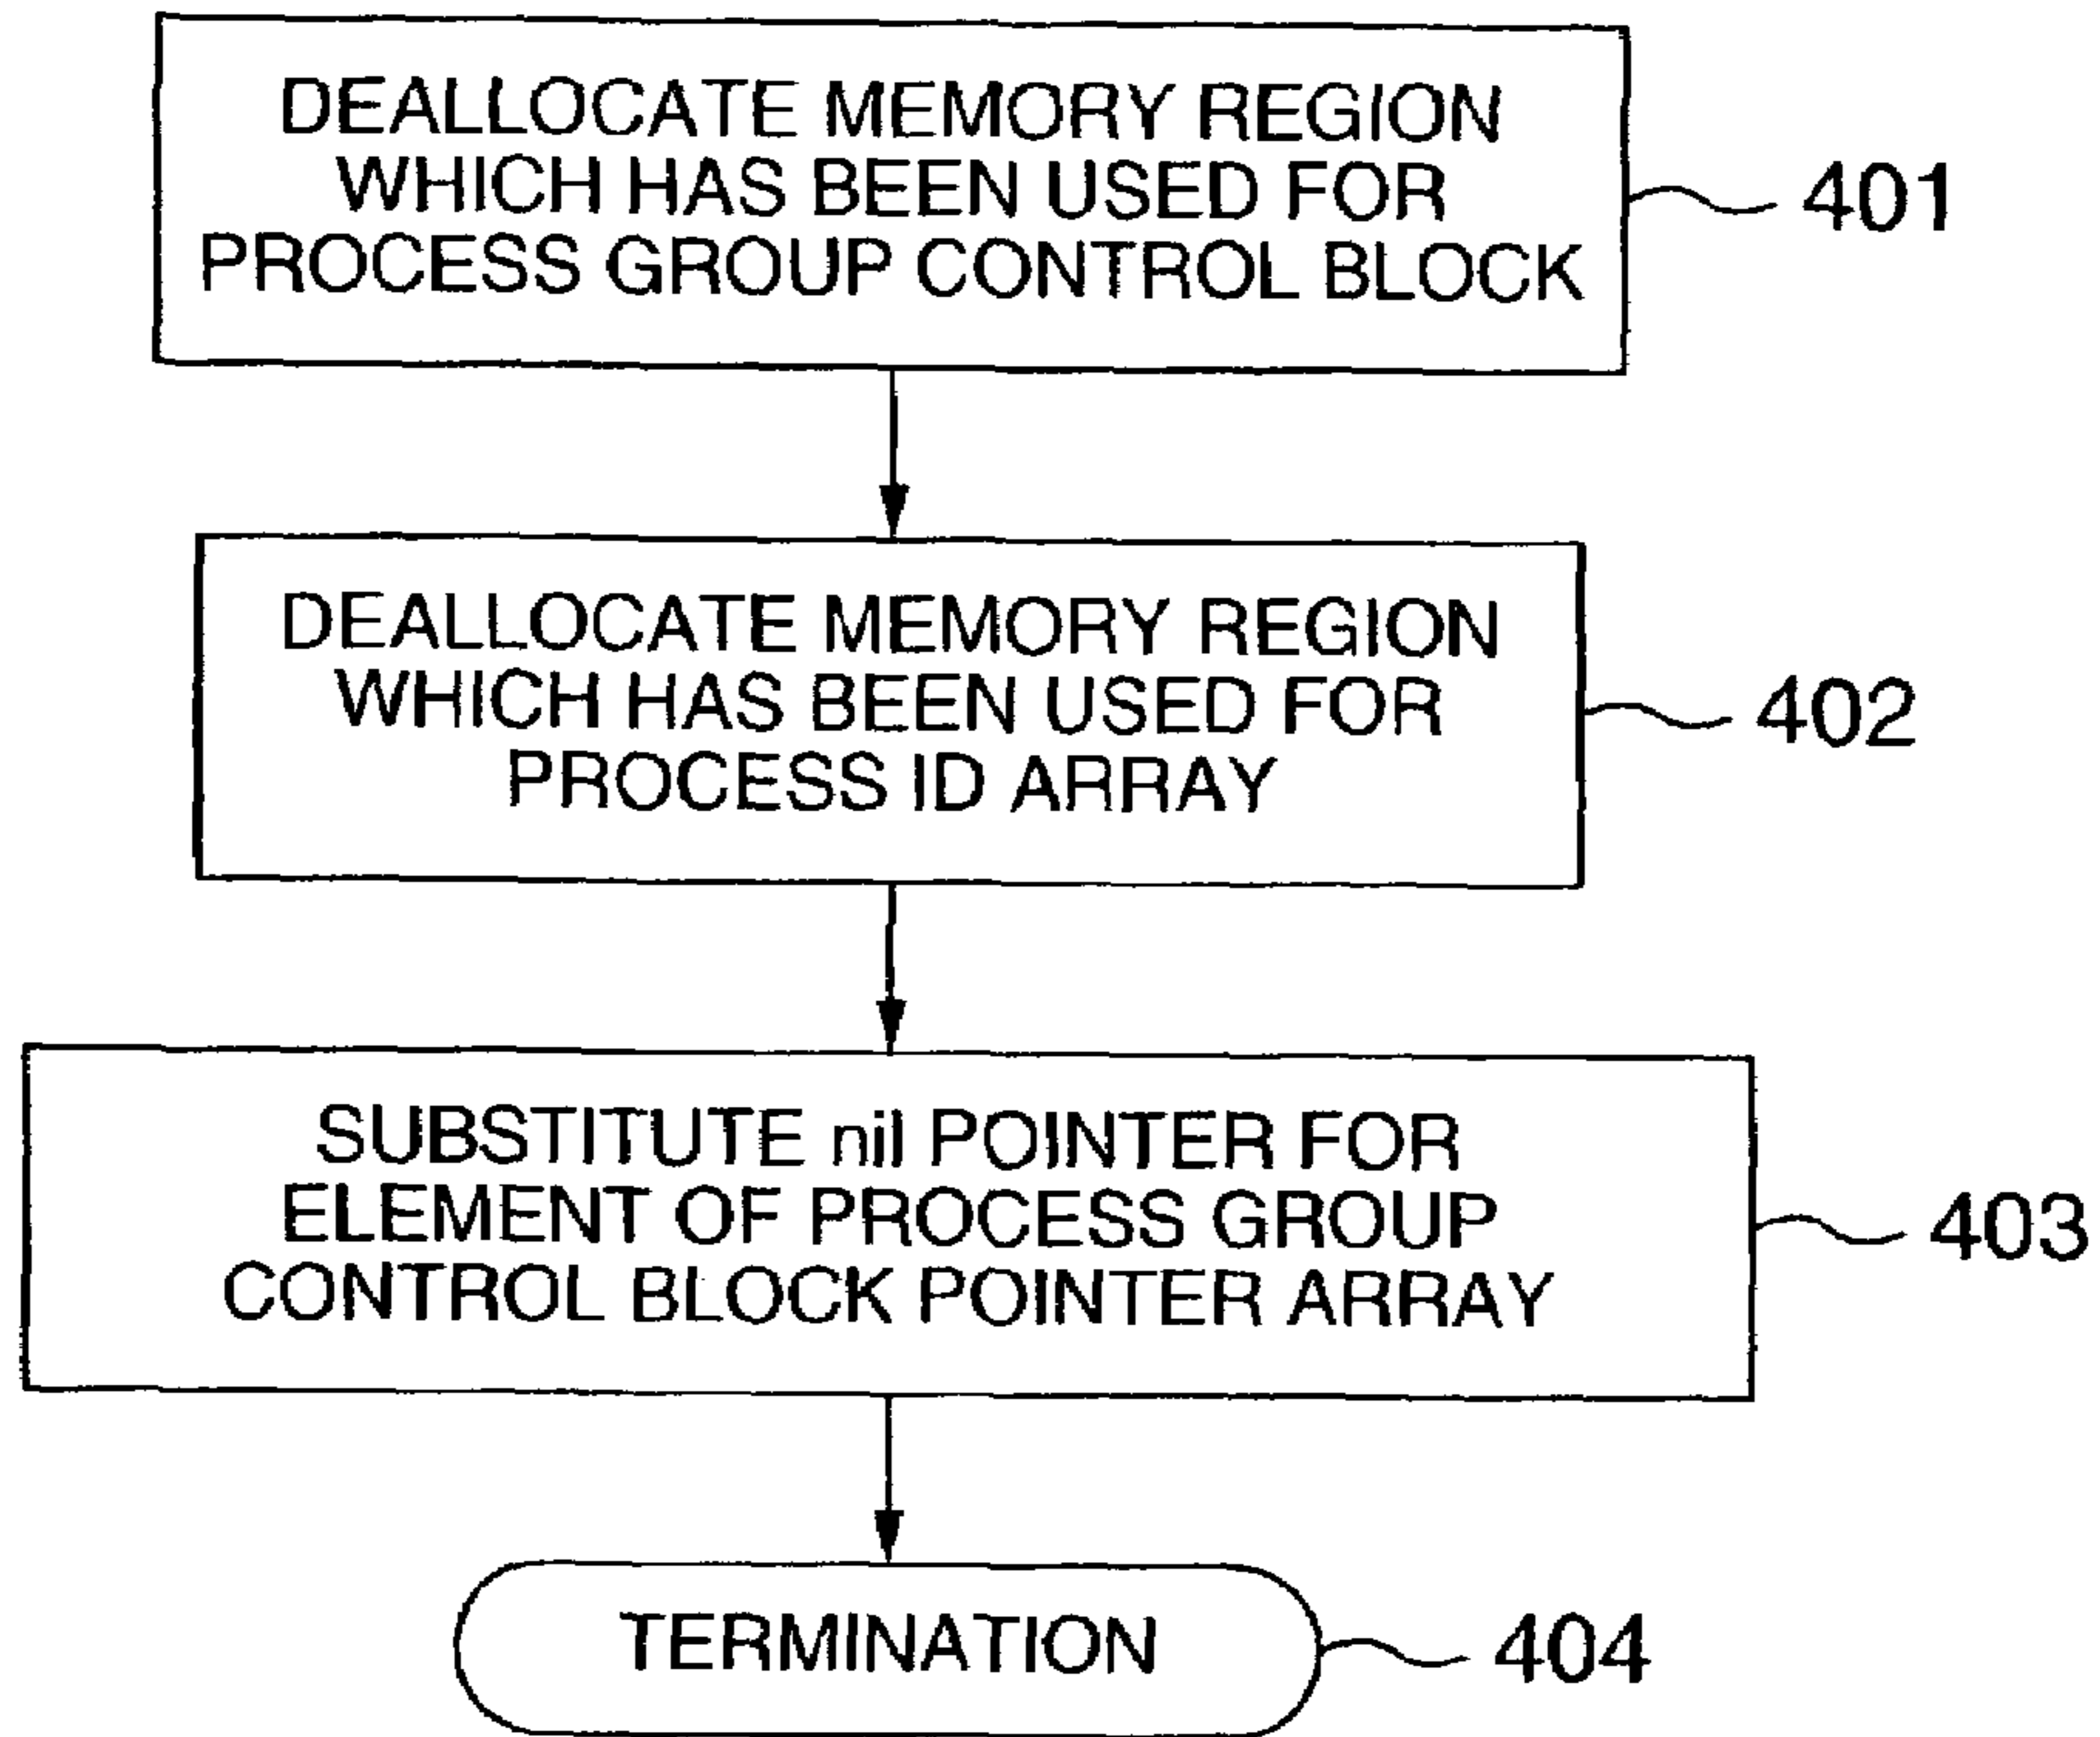 DEALLOCATE MEMORY REGION
WHICH HAS BEEN USED FOR
PROCESS GROUP CONTROL BLOCK
401
DEALLOCATE MEMORY REGION
WHICH HAS BEEN USED FOR
PROCESS ID ARRAY
402
SUBSTITUTE nil POINTER FOR
ELEMENT OF PROCESS GROUP
CONTROL BLOCK POINTER ARRAY
403
TERMINATION
404